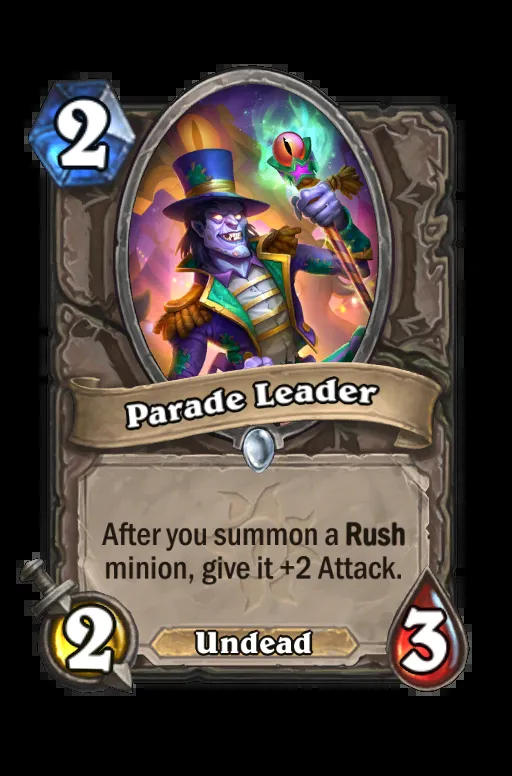 2
Parade Leader
After you summon a Rush
minion, give it +2 Attack.
2
Undead
3